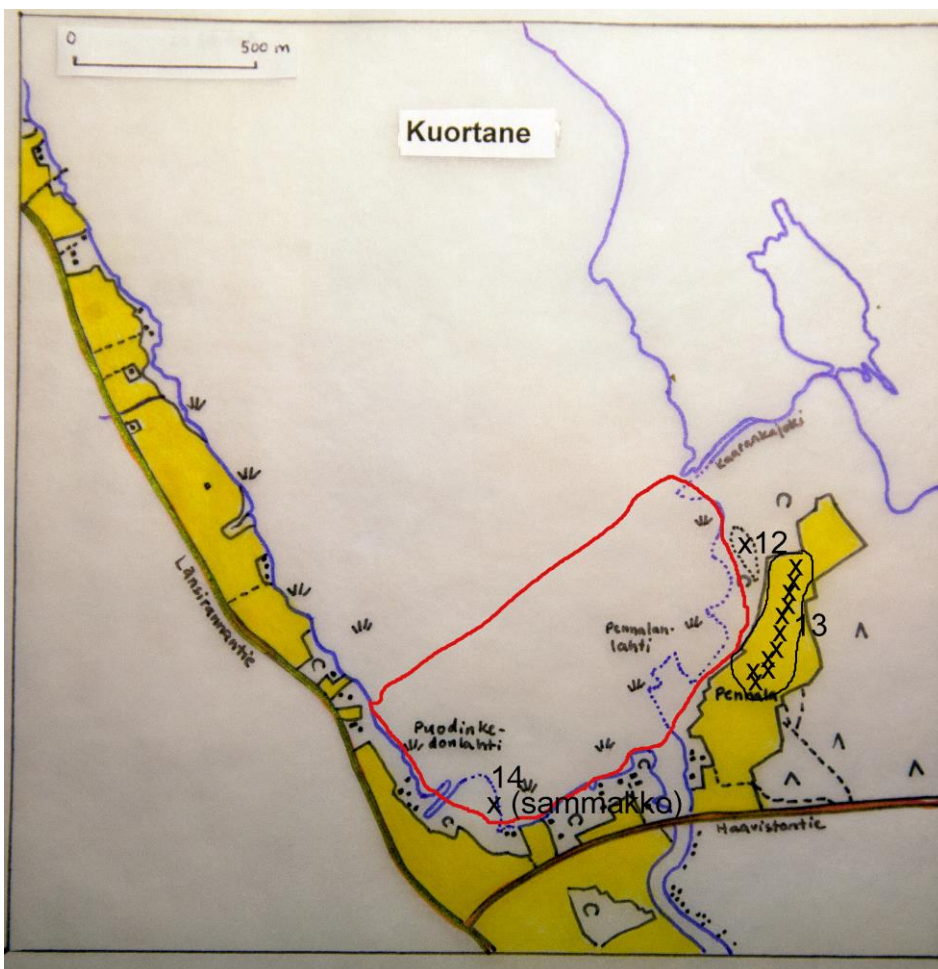 0 500 m
Kuortane
Kaarankajoki
x12
Länsirannantie
Pennalan-
lahti
13
Pennala
Puodinke-
donlahti
14
x (sammakko)
Haavistontie